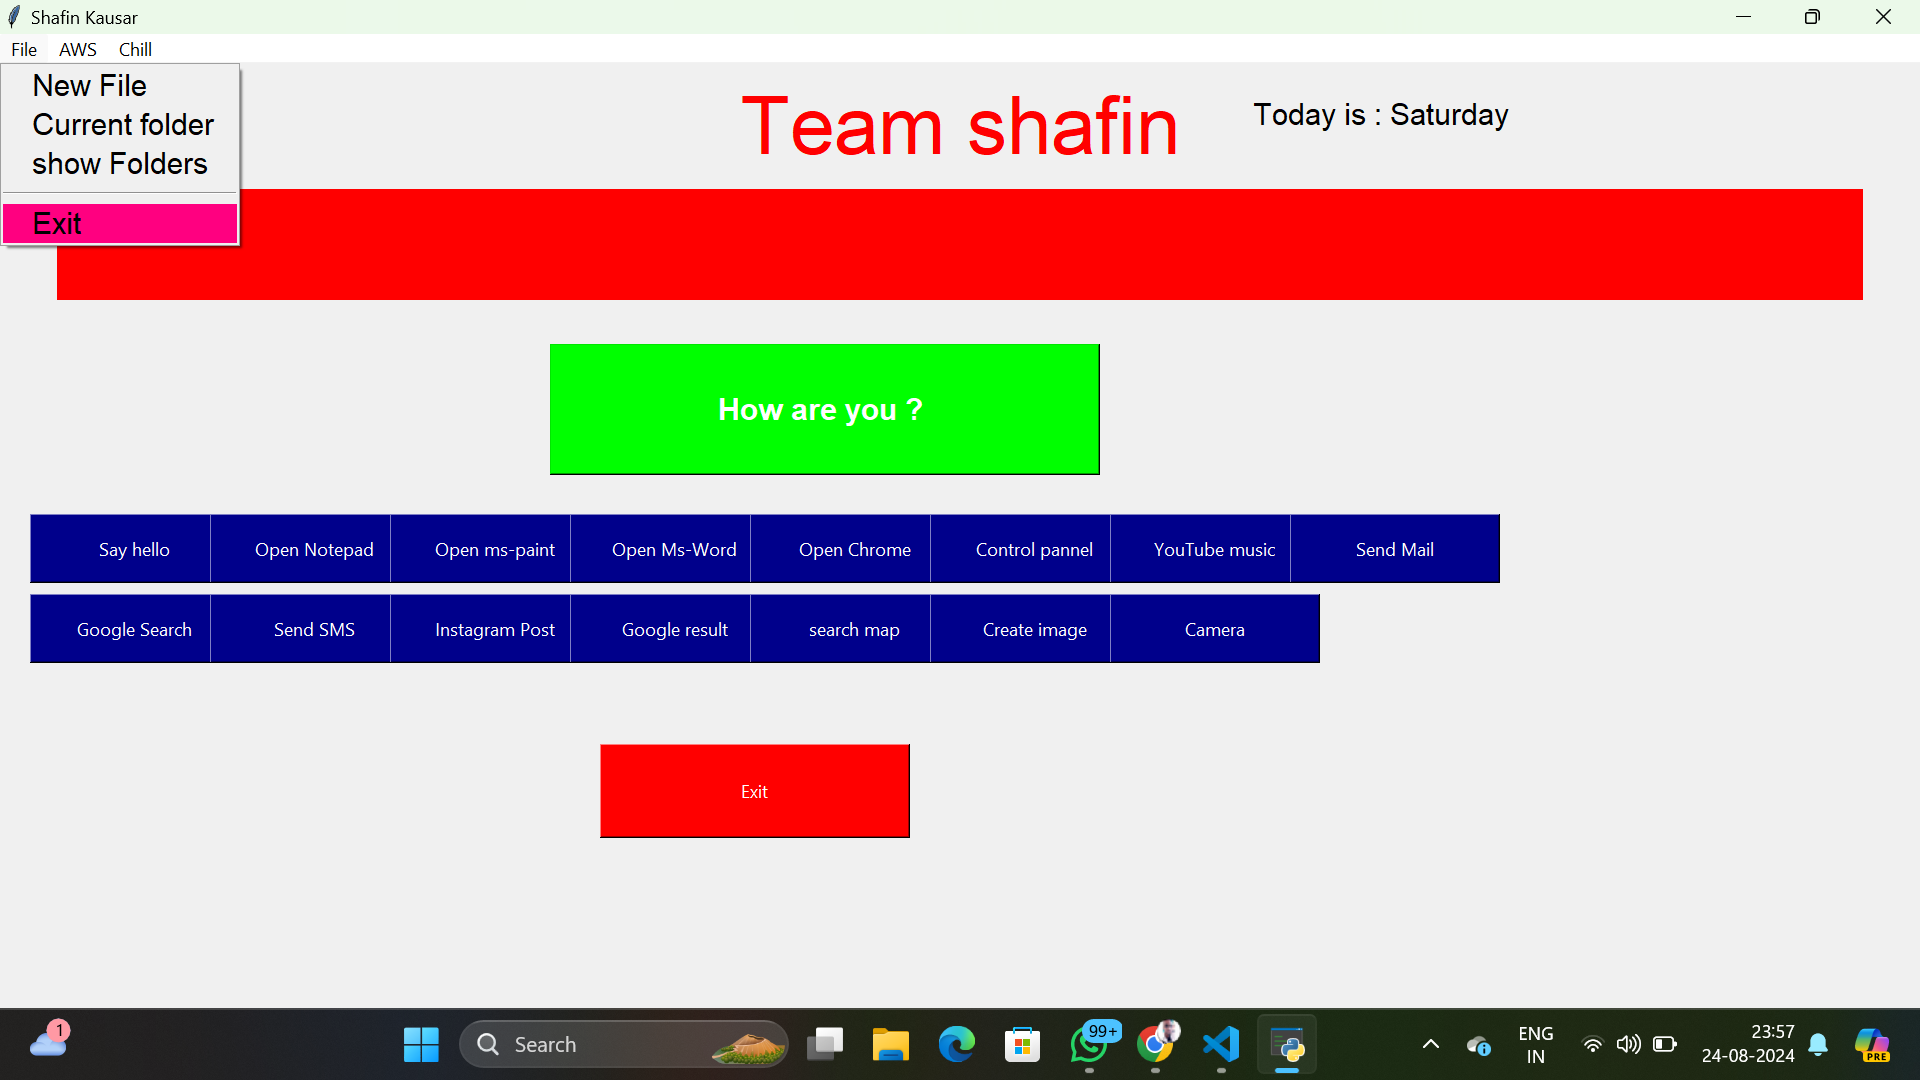 Shafin Kausar
File AWS Chill
New File
Current folder
show Folders
Exit
Team shafin
Today is : Saturday
How are you ?
Say hello Open Notepad Open ms-paint Open Ms-Word Open Chrome Control pannel YouTube music Send Mail
Google Search Send SMS Instagram Post Google result search map Create image Camera
Exit
1
Search
99+
ENG
IN
23:57
24-08-2024
PRE